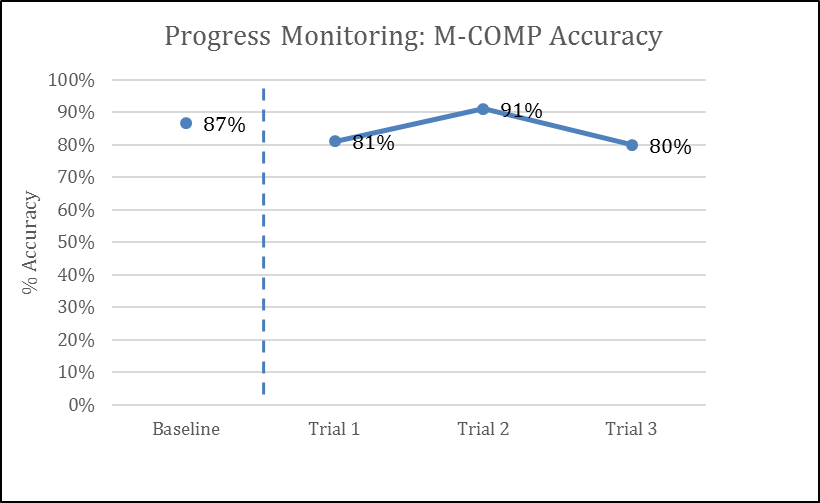 Progress Monitoring: M-COMP Accuracy
100%
90%
80%
70%
60%
50%
40%
30%
20%
10%
0%
% Accuracy
87%
81%
91%
80%
Baseline
Trial 1
Trial 2
Trial 3